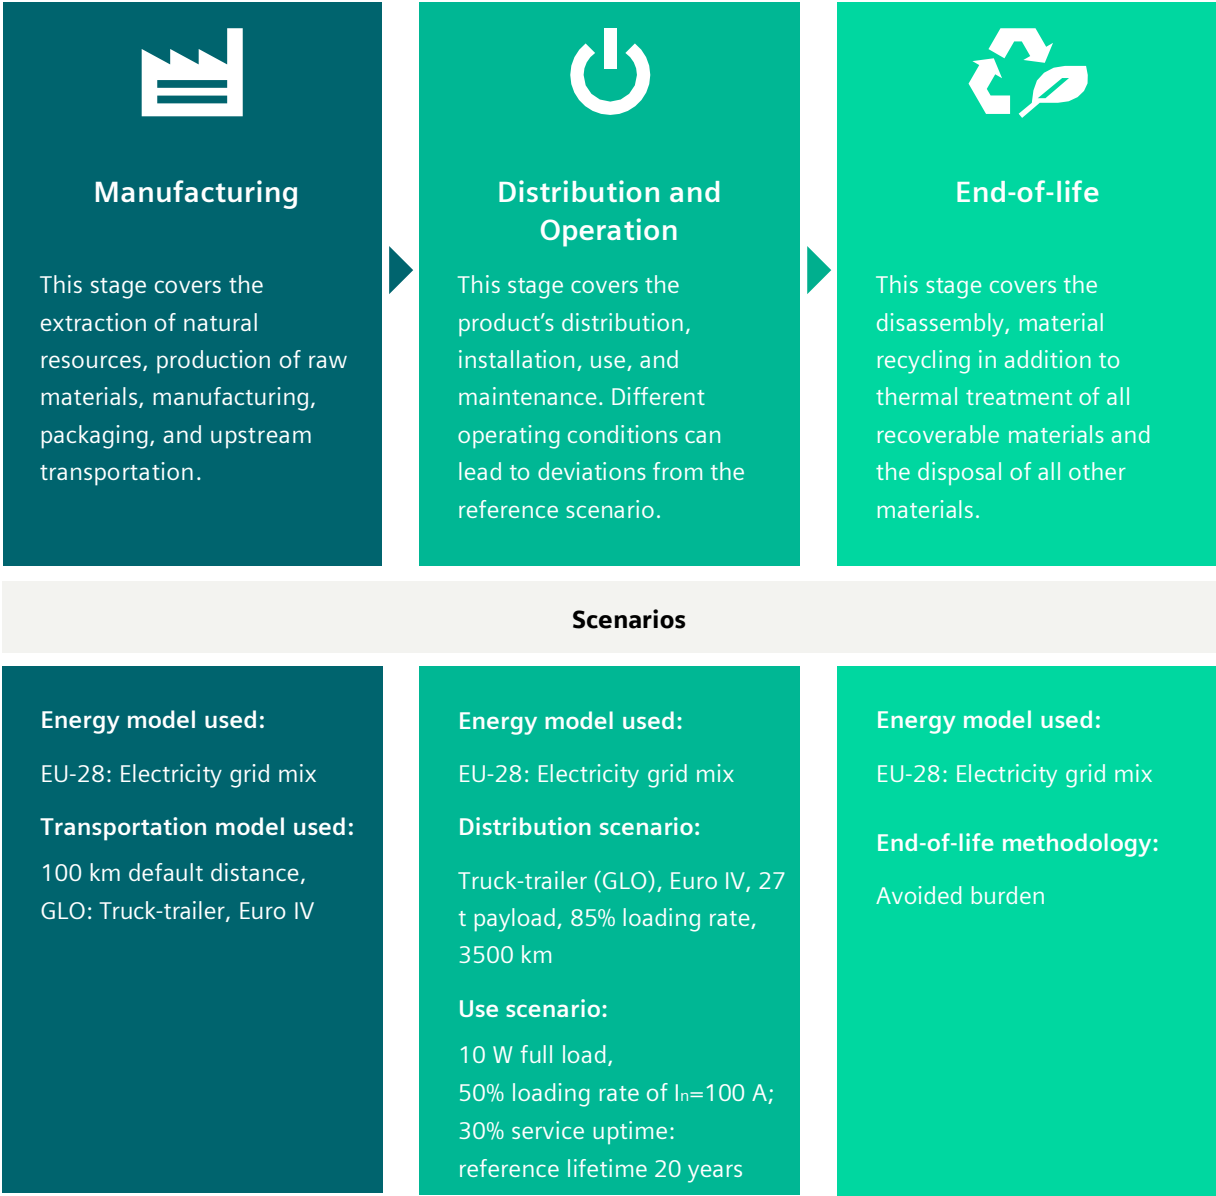 Manufacturing
This stage covers the
extraction of natural
resources, production of raw
materials, manufacturing,
packaging, and upstream
transportation.
Distribution and
Operation
This stage covers the
product’s distribution,
installation, use, and
maintenance. Different
operating conditions can
lead to deviations from the
reference scenario.
End-of-life
This stage covers the
disassembly, material
recycling in addition to
thermal treatment of all
recoverable materials and
the disposal of all other
materials.
Scenarios
Energy model used:
EU-28: Electricity grid mix
Transportation model used:
100 km default distance,
GLO: Truck-trailer, Euro IV
Energy model used:
EU-28: Electricity grid mix
Distribution scenario:
Truck-trailer (GLO), Euro IV, 27
t payload, 85% loading rate,
3500 km
Use scenario:
10 W full load,
50% loading rate of In=100 A;
30% service uptime:
reference lifetime 20 years
Energy model used:
EU-28: Electricity grid mix
End-of-life methodology:
Avoided burden